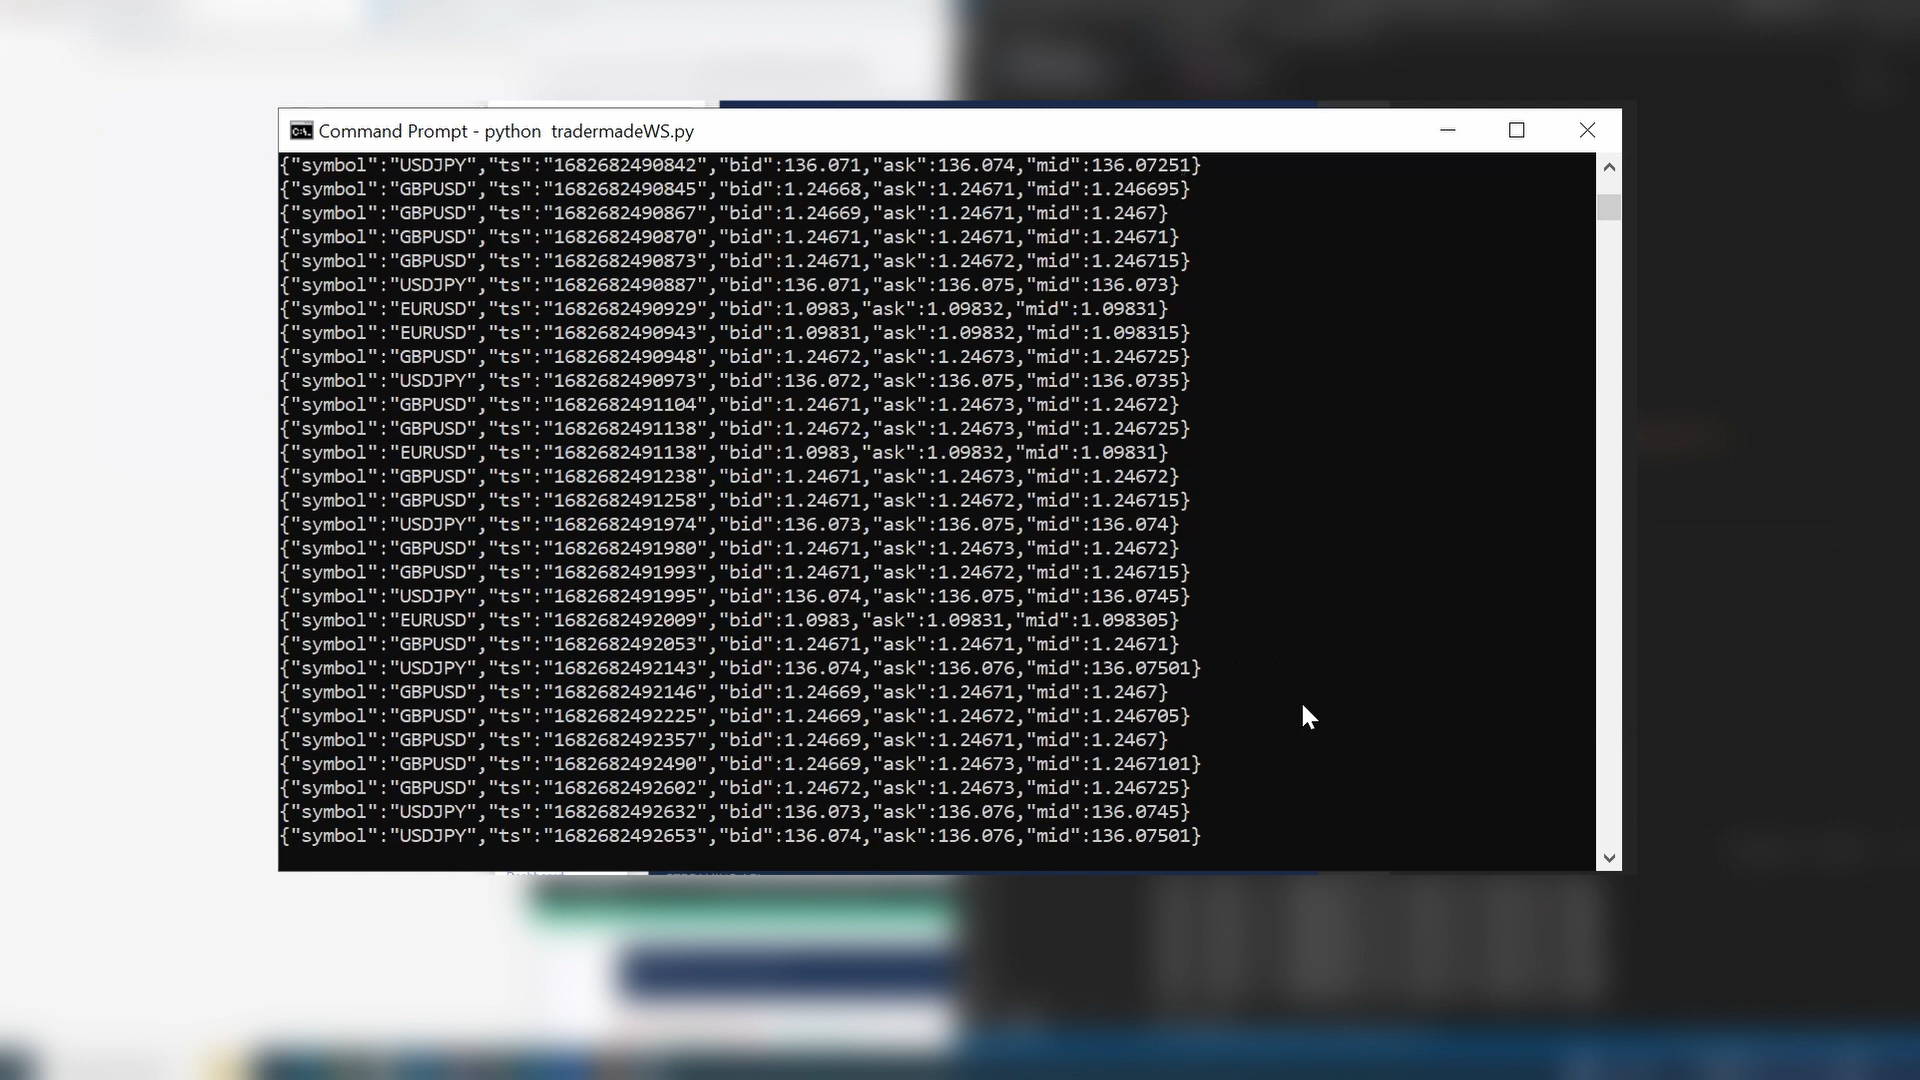 Command Prompt - python  tradermadeWS.py
{"symbol":"USDJPY","ts":"1682682490842","bid":136.071,"ask":136.074,"mid":136.07251}
{"symbol":"GBPUSD","ts":"1682682490845","bid":1.24668,"ask":1.24671,"mid":1.246695}
{"symbol":"GBPUSD","ts":"1682682490867","bid":1.24669,"ask":1.24671,"mid":1.2467}
{"symbol":"GBPUSD","ts":"1682682490870","bid":1.24671,"ask":1.24671,"mid":1.24671}
{"symbol":"GBPUSD","ts":"1682682490873","bid":1.24671,"ask":1.24672,"mid":1.246715}
{"symbol":"USDJPY","ts":"1682682490887","bid":136.071,"ask":136.075,"mid":136.073}
{"symbol":"EURUSD","ts":"1682682490929","bid":1.0983,"ask":1.09832,"mid":1.09831}
{"symbol":"EURUSD","ts":"1682682490943","bid":1.09831,"ask":1.09832,"mid":1.098315}
{"symbol":"GBPUSD","ts":"1682682490948","bid":1.24672,"ask":1.24673,"mid":1.246725}
{"symbol":"USDJPY","ts":"1682682490973","bid":136.072,"ask":136.075,"mid":136.0735}
{"symbol":"GBPUSD","ts":"1682682491104","bid":1.24671,"ask":1.24673,"mid":1.24672}
{"symbol":"GBPUSD","ts":"1682682491138","bid":1.24672,"ask":1.24673,"mid":1.246725}
{"symbol":"EURUSD","ts":"1682682491138","bid":1.0983,"ask":1.09832,"mid":1.09831}
{"symbol":"GBPUSD","ts":"1682682491238","bid":1.24671,"ask":1.24673,"mid":1.24672}
{"symbol":"GBPUSD","ts":"1682682491258","bid":1.24671,"ask":1.24672,"mid":1.246715}
{"symbol":"USDJPY","ts":"1682682491974","bid":136.073,"ask":136.075,"mid":136.074}
{"symbol":"GBPUSD","ts":"1682682491980","bid":1.24671,"ask":1.24673,"mid":1.24672}
{"symbol":"GBPUSD","ts":"1682682491993","bid":1.24671,"ask":1.24672,"mid":1.246715}
{"symbol":"USDJPY","ts":"1682682491995","bid":136.074,"ask":136.075,"mid":136.0745}
{"symbol":"EURUSD","ts":"1682682492009","bid":1.0983,"ask":1.09831,"mid":1.098305}
{"symbol":"GBPUSD","ts":"1682682492053","bid":1.24671,"ask":1.24671,"mid":1.24671}
{"symbol":"USDJPY","ts":"1682682492143","bid":136.074,"ask":136.076,"mid":136.07501}
{"symbol":"GBPUSD","ts":"1682682492146","bid":1.24669,"ask":1.24671,"mid":1.2467}
{"symbol":"GBPUSD","ts":"1682682492225","bid":1.24669,"ask":1.24672,"mid":1.246705}
{"symbol":"GBPUSD","ts":"1682682492357","bid":1.24669,"ask":1.24671,"mid":1.2467}
{"symbol":"GBPUSD","ts":"1682682492490","bid":1.24669,"ask":1.24673,"mid":1.2467101}
{"symbol":"GBPUSD","ts":"1682682492602","bid":1.24672,"ask":1.24673,"mid":1.246725}
{"symbol":"USDJPY","ts":"1682682492632","bid":136.073,"ask":136.076,"mid":136.0745}
{"symbol":"USDJPY","ts":"1682682492653","bid":136.074,"ask":136.076,"mid":136.07501}